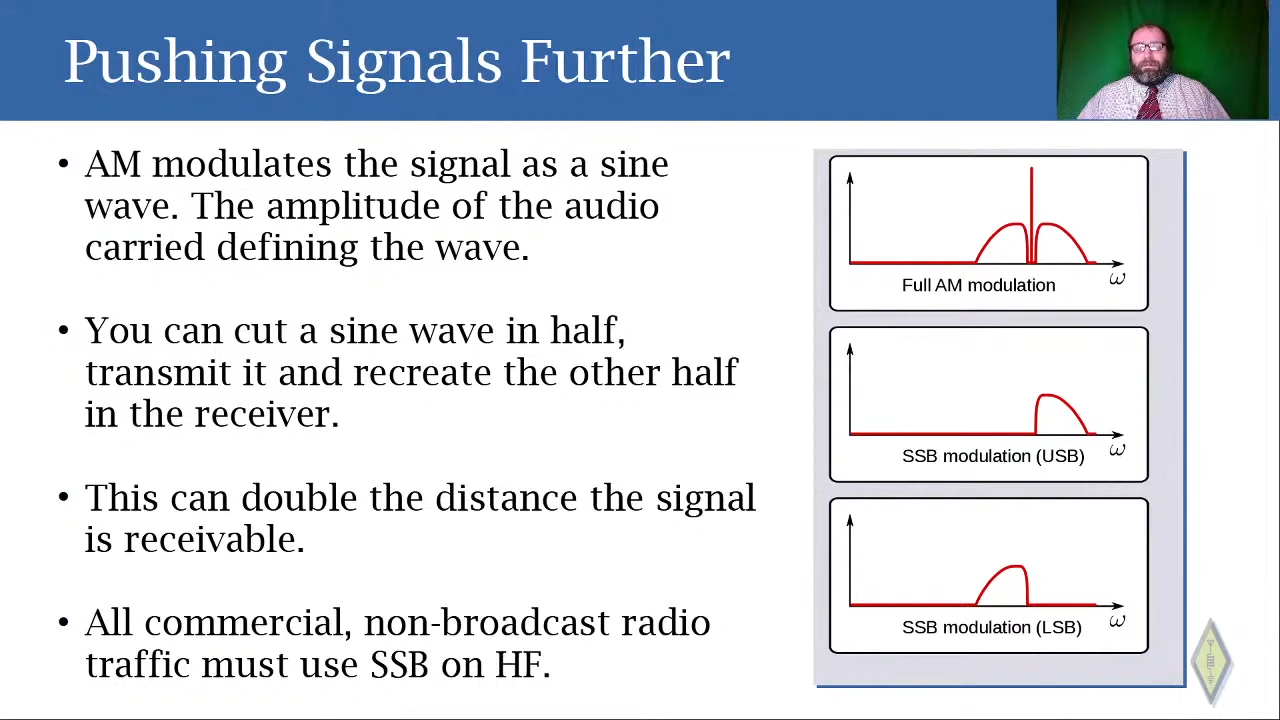 Pushing Signals Further
• AM modulates the signal as a sine
wave. The amplitude of the audio
carried defining the wave.
• You can cut a sine wave in half,
transmit it and recreate the other half
in the receiver.
• This can double the distance the signal
is receivable.
• All commercial, non-broadcast radio
traffic must use SSB on HF.
ω
Full AM modulation
ω
SSB modulation (USB)
ω
SSB modulation (LSB)